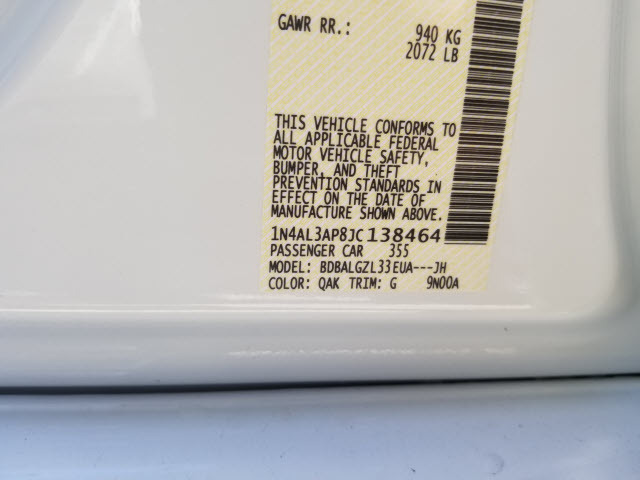 GAWR RR.: 940 KG
2072 LB
THIS VEHICLE CONFORMS TO
ALL APPLICABLE FEDERAL
MOTOR VEHICLE SAFETY,
BUMPER, AND THEFT
PREVENTION STANDARDS IN
EFFECT ON THE DATE OF
MANUFACTURE SHOWN ABOVE.
1N4AL3AP8JC138464
PASSENGER CAR 355
MODEL: BDBALGZL33EUA---JH
COLOR: QAK TRIM: G 9N00A